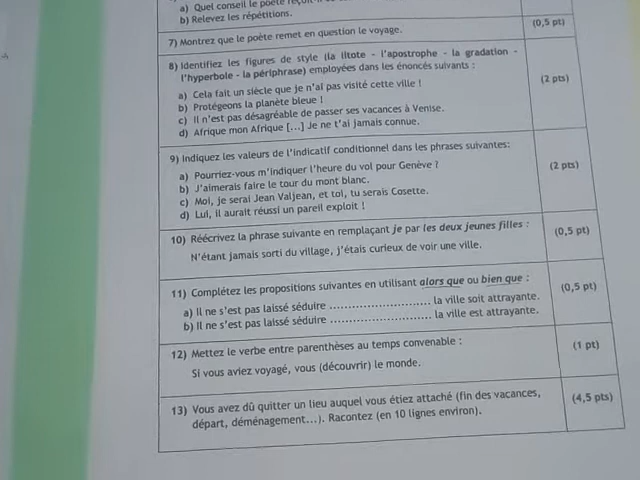 a) Quel conseil le poète
b) Relevez les répétitions.
7) Montrez que le poète remet en question le voyage. (0,5 pt)
8) Identifiez les figures de style (la litote - l'apostrophe - la gradation -
l'hyperbole - la périphrase) employées dans les énoncés suivants : (2 pts)
a) Cela fait un siècle que je n'ai pas visité cette ville !
b) Protégeons la planète bleue !
c) Il n'est pas désagréable de passer ses vacances à Venise.
d) Afrique mon Afrique [...] Je ne t'ai jamais connue.
9) Indiquez les valeurs de l'indicatif conditionnel dans les phrases suivantes: (2 pts)
a) Pourriez-vous m'indiquer l'heure du vol pour Genève ?
b) J'aimerais faire le tour du mont blanc.
c) Moi, je serai Jean Valjean, et toi, tu serais Cosette.
d) Lui, il aurait réussi un pareil exploit !
10) Réécrivez la phrase suivante en remplaçant je par les deux jeunes filles : (0,5 pt)
N'étant jamais sorti du village, j'étais curieux de voir une ville.
11) Complétez les propositions suivantes en utilisant alors que ou bien que : (0,5 pt)
a) Il ne s'est pas laissé séduire .......................... la ville soit attrayante.
b) Il ne s'est pas laissé séduire .......................... la ville est attrayante.
12) Mettez le verbe entre parenthèses au temps convenable : (1 pt)
Si vous aviez voyagé, vous (découvrir) le monde.
13) Vous avez dû quitter un lieu auquel vous étiez attaché (fin des vacances, (4,5 pts)
départ, déménagement...). Racontez (en 10 lignes environ).